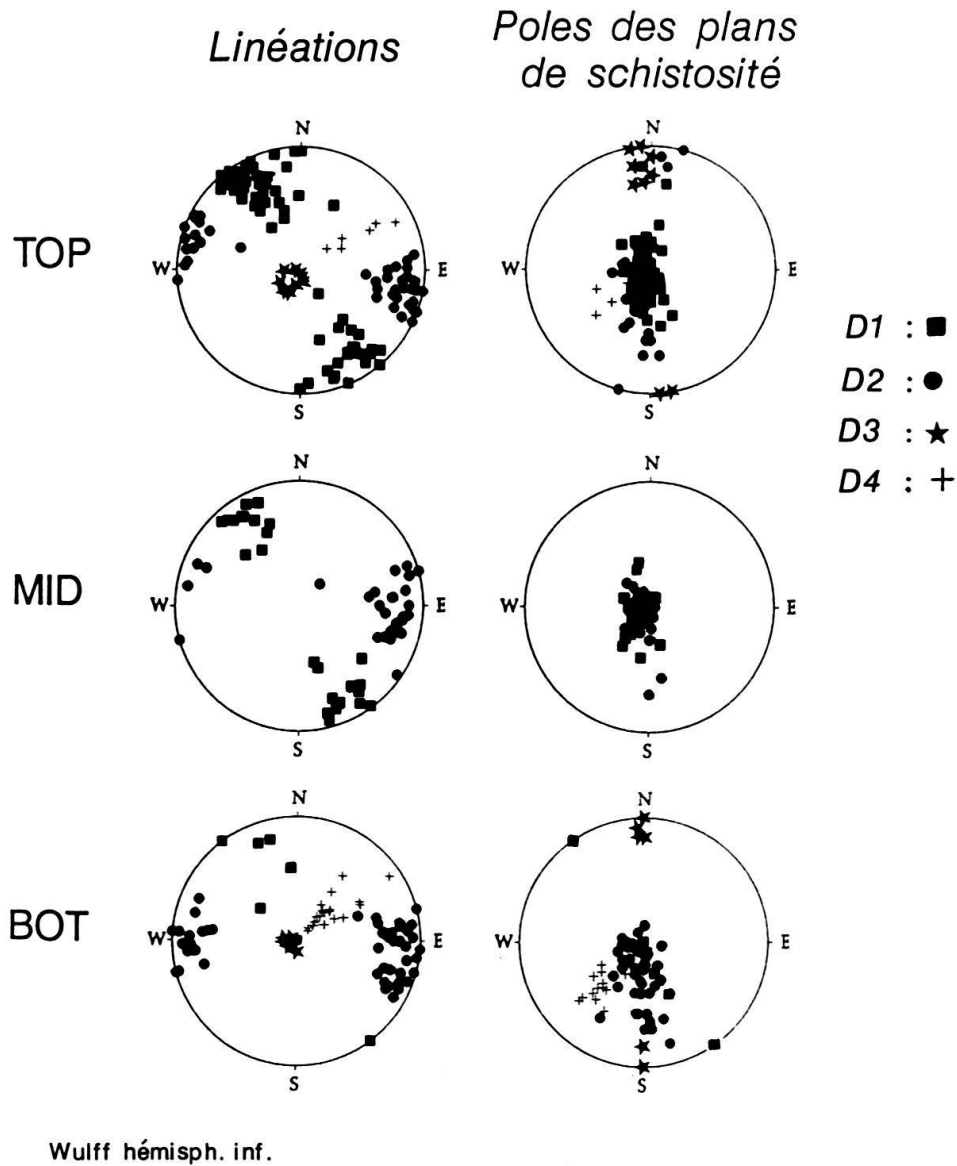 Linéations
Poles des plans
de schistosité
TOP
N
W
E
S
N
W
E
S
D1 : ■
D2 : ●
D3 : ★
D4 : +
MID
N
W
E
S
N
W
E
S
BOT
N
W
E
S
N
W
E
S
Wulff hémisph. inf.